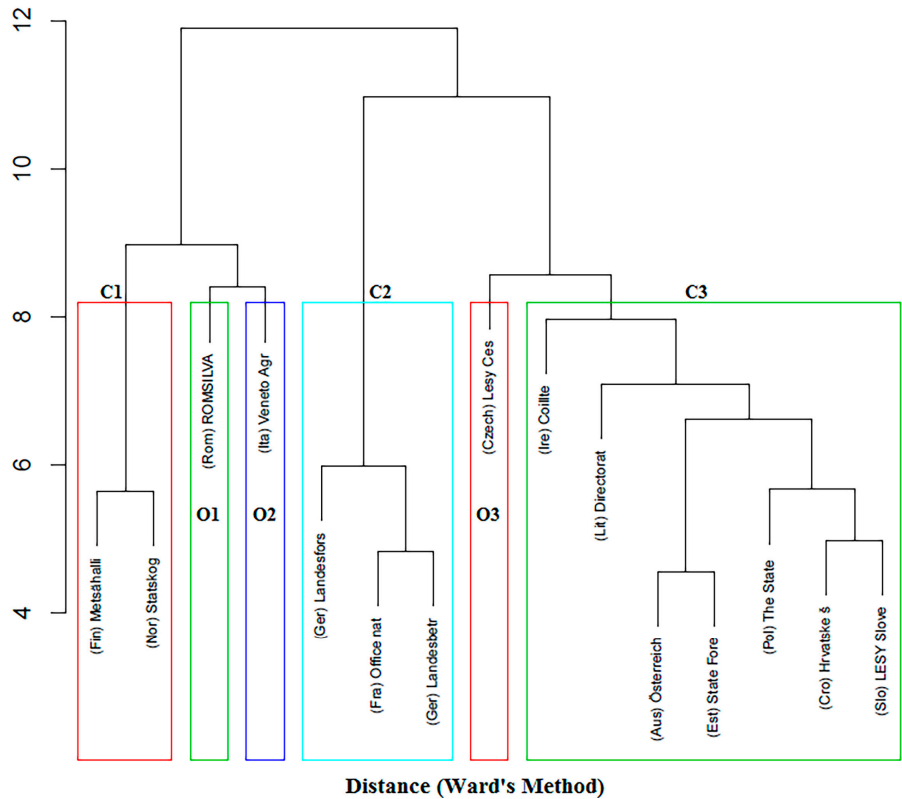 12
10
8
6
4
C1
C2
C3
O1
O2
O3
(Fin) Metsähalli
(Nor) Statskog
(Rom) ROMSILVA
(Ita) Veneto Agr
(Ger) Landesfors
(Fra) Office nat
(Ger) Landesbetr
(Czech) Lesy Ces
(Ire) Coillte
(Lit) Directorat
(Aus) Österreich
(Est) State Fore
(Pol) The State
(Cro) Hrvatske š
(Slo) LESY Slove
Distance (Ward's Method)